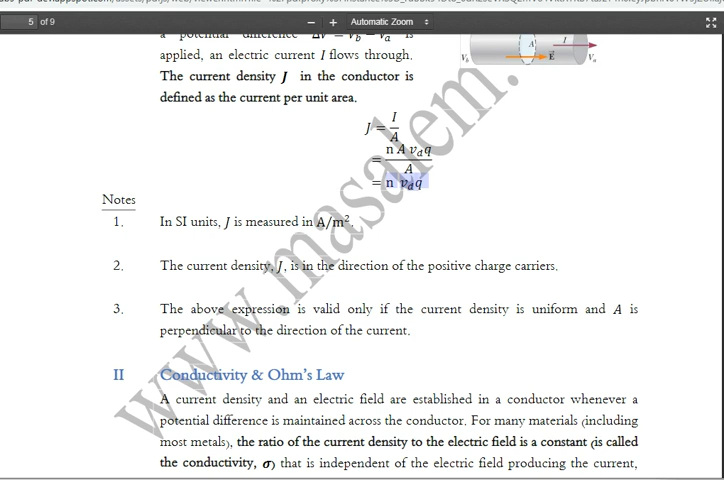 5 of 9
Automatic Zoom
applied, an electric current I flows through.
The current density J in the conductor is
defined as the current per unit area.
A
I
E
V_b
V_a
J = I/A
= n A v_d q / A
= n v_d q
Notes
1. In SI units, J is measured in A/m².
2. The current density, J, is in the direction of the positive charge carriers.
3. The above expression is valid only if the current density is uniform and A is
perpendicular to the direction of the current.
II Conductivity & Ohm's Law
A current density and an electric field are established in a conductor whenever a
potential difference is maintained across the conductor. For many materials (including
most metals), the ratio of the current density to the electric field is a constant (is called
the conductivity, σ) that is independent of the electric field producing the current,
www.masalem.